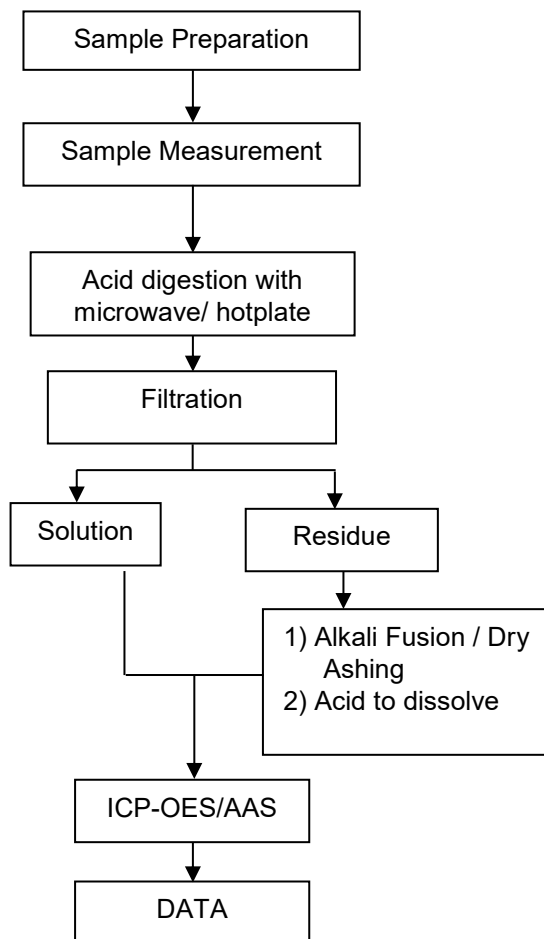 Sample Preparation
Sample Measurement
Acid digestion with
microwave/ hotplate
Filtration
Solution
Residue
1) Alkali Fusion / Dry
Ashing
2) Acid to dissolve
ICP-OES/AAS
DATA